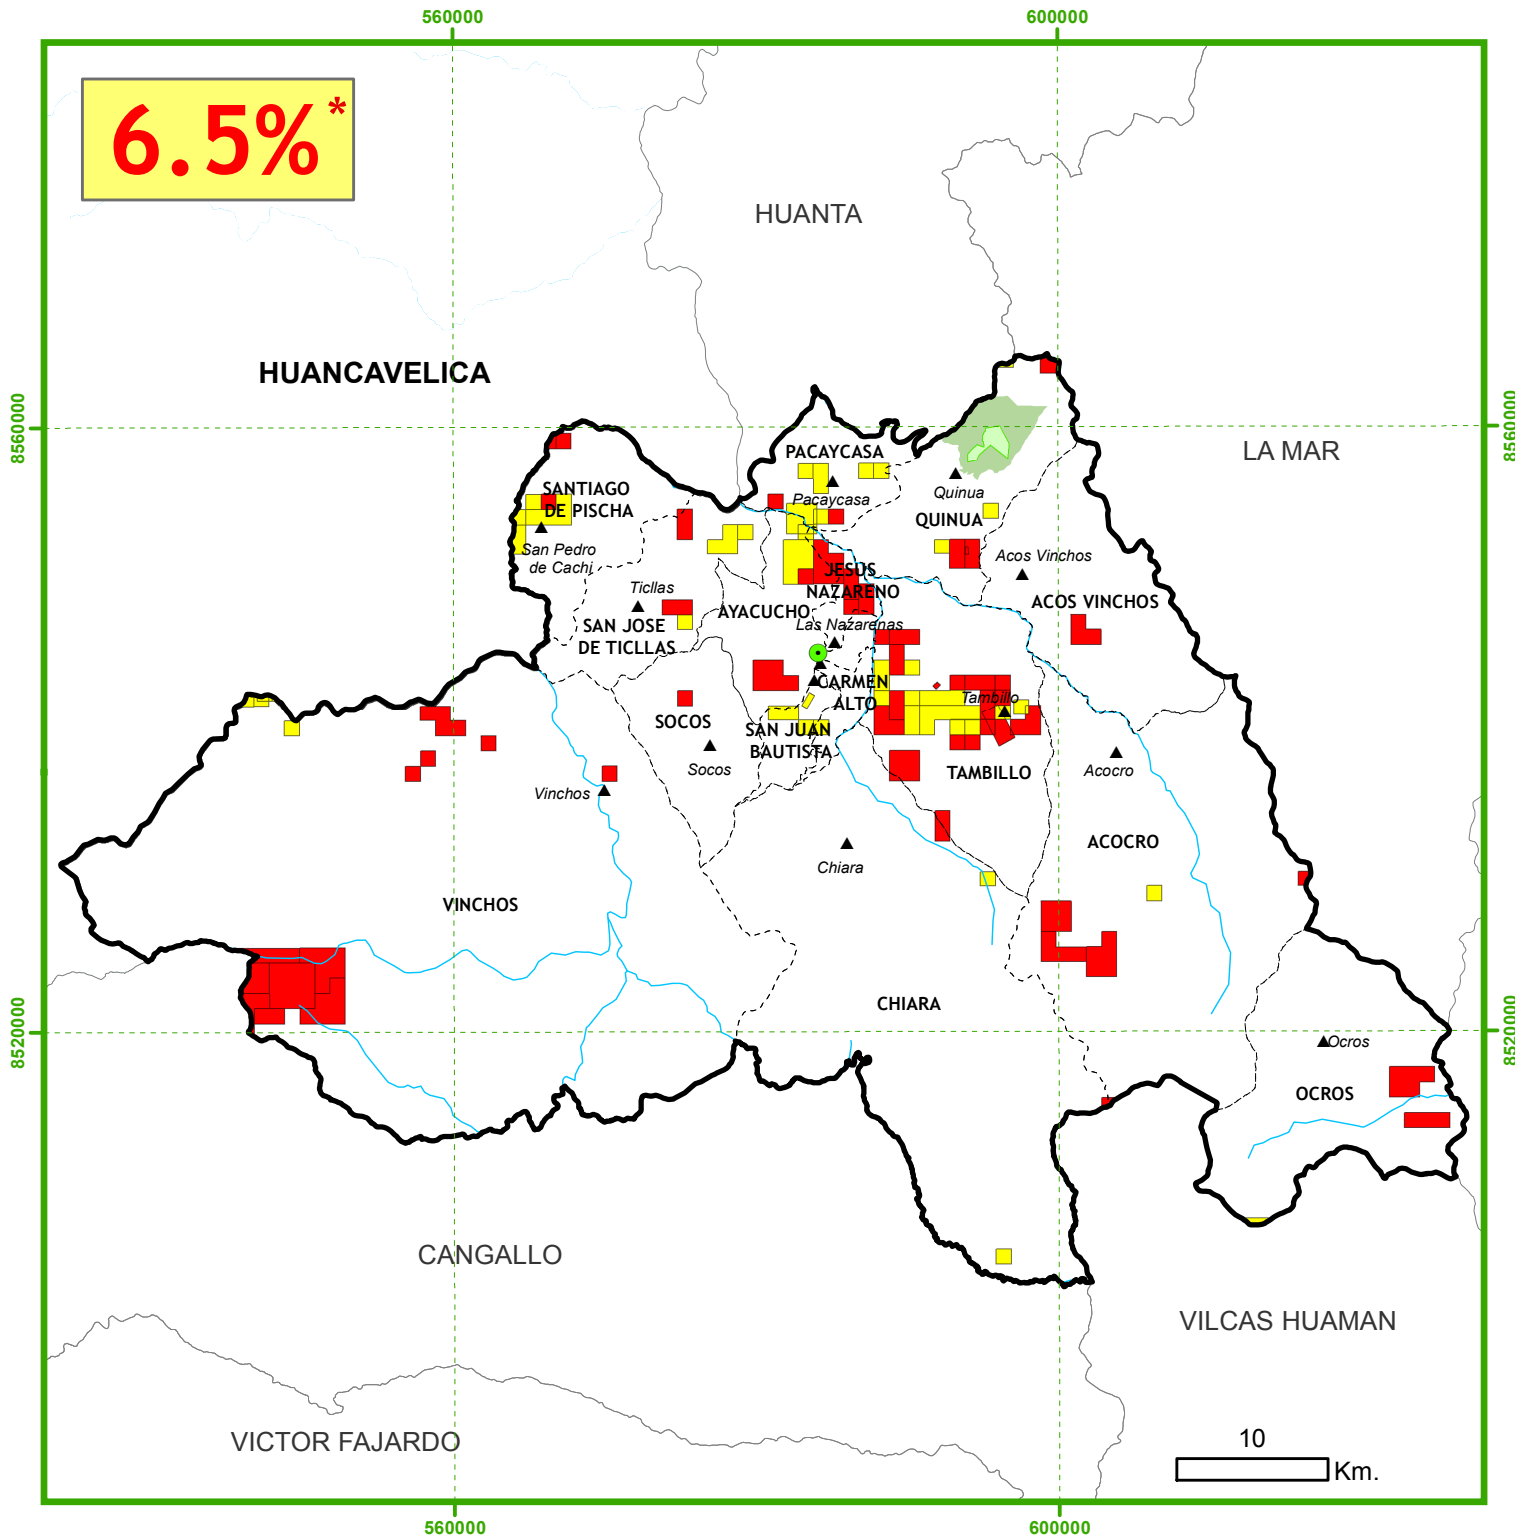 560000
600000
6.5%*
HUANTA
HUANCAVELICA
8560000
8560000
LA MAR
PACAYCASA
Pacaycasa
Quinua
QUINUA
SANTIAGO
DE PISCHA
San Pedro
de Cachi
Acos Vinchos
ACOS VINCHOS
JESUS
NAZARENO
Ticllas
AYACUCHO
Las Nazarenas
SAN JOSE
DE TICLLAS
CARMEN
ALTO
Tambillo
SOCOS
SAN JUAN
BAUTISTA
Socos
TAMBILLO
Acocro
Vinchos
ACOCRO
Chiara
VINCHOS
CHIARA
8520000
8520000
Ocros
OCROS
CANGALLO
VILCAS HUAMAN
VICTOR FAJARDO
10
Km.
560000
600000